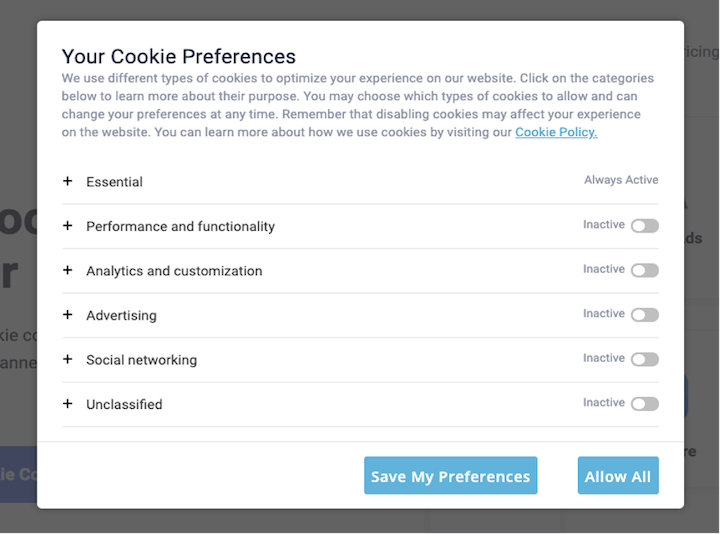 Your Cookie Preferences
We use different types of cookies to optimize your experience on our website. Click on the categories
below to learn more about their purpose. You may choose which types of cookies to allow and can
change your preferences at any time. Remember that disabling cookies may affect your experience
on the website. You can learn more about how we use cookies by visiting our Cookie Policy.
+ Essential Always Active
+ Performance and functionality Inactive
+ Analytics and customization Inactive
+ Advertising Inactive
+ Social networking Inactive
+ Unclassified Inactive
Save My Preferences Allow All